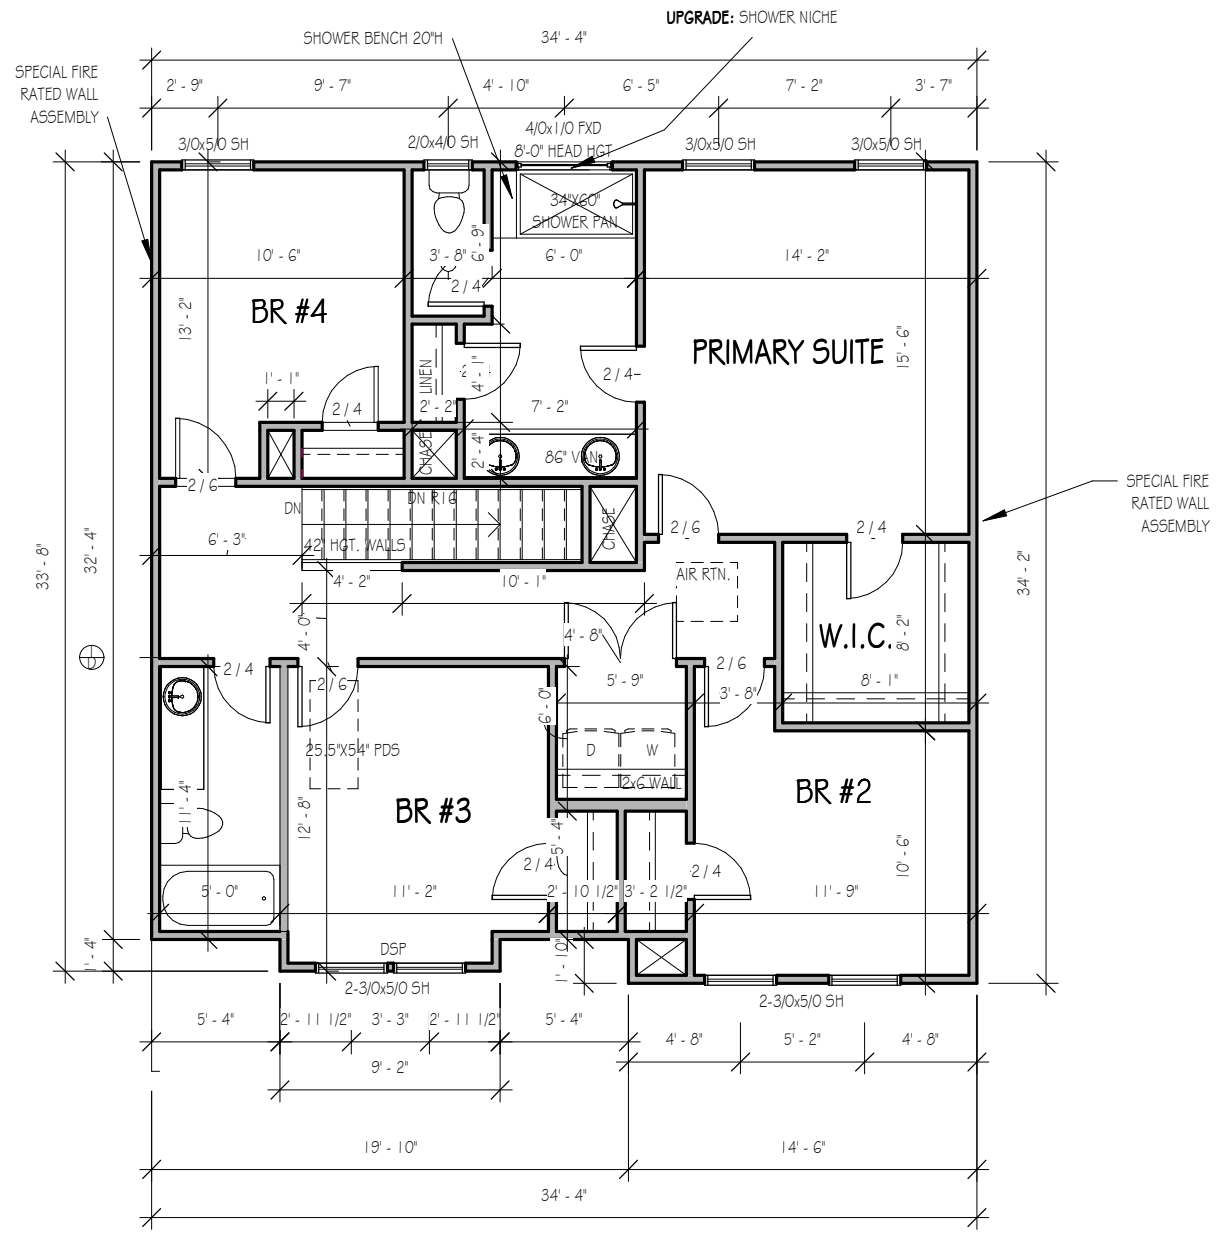 UPGRADE: SHOWER NICHE
SHOWER BENCH 20"H
34' - 4"
SPECIAL FIRE
RATED WALL
ASSEMBLY
2' - 9"
9' - 7"
4' - 10"
6' - 5"
7' - 2"
3' - 7"
3/0x5/0 SH
2/0x4/0 SH
4/0x1/0 FXD
8'-0" HEAD HGT
3/0x5/0 SH
3/0x5/0 SH
34"X60"
SHOWER PAN
10' - 6"
3' - 8"
6' - 9"
6' - 0"
14' - 2"
2 / 4
BR #4
13' - 2"
PRIMARY SUITE
15' - 6"
1' - 1"
2 / 4
LINEN
4' - 1"
2 / 4
2' - 2"
7' - 2"
CHASE
2' - 4"
86" VAN
2 / 6
DN
DN R16
CHASE
42" HGT. WALLS
6' - 3"
2 / 6
2 / 4
SPECIAL FIRE
RATED WALL
ASSEMBLY
33' - 8"
32' - 4"
34' - 2"
4' - 2"
10' - 1"
AIR RTN.
4' - 0"
4' - 8"
W.I.C.
8' - 2"
D
2 / 4
2 / 6
5' - 9"
2 / 6
3' - 8"
8' - 1"
6' - 0"
25.5"X54" PDS
D
W
2x6 WALL
11' - 4"
12' - 8"
BR #3
BR #2
5' - 4"
2 / 4
2 / 4
10' - 6"
5' - 0"
11' - 2"
2' - 10 1/2"
3' - 2 1/2"
11' - 9"
1' - 4"
DSP
1' - 10"
2-3/0x5/0 SH
2-3/0x5/0 SH
5' - 4"
2' - 11 1/2"
3' - 3"
2' - 11 1/2"
5' - 4"
4' - 8"
5' - 2"
4' - 8"
9' - 2"
19' - 10"
14' - 6"
34' - 4"